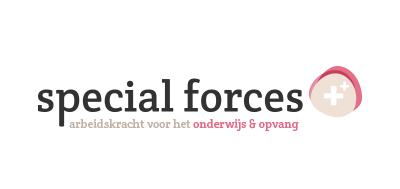 special forces
arbeidskracht voor het onderwijs & opvang